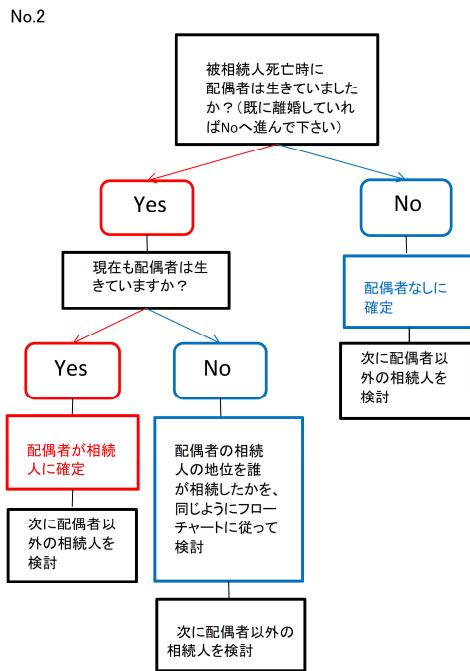 No.2
被相続人死亡時に
配偶者は生きていました
か？（既に離婚していれ
ばNoへ進んで下さい）
Yes
No
現在も配偶者は生
きていますか？
配偶者なしに
確定
次に配偶者以
外の相続人を
検討
Yes
No
配偶者が相続
人に確定
次に配偶者以
外の相続人を
検討
配偶者の相続
人の地位を誰
が相続したかを、
同じようにフロー
チャートに従って
検討
次に配偶者以外の
相続人を検討